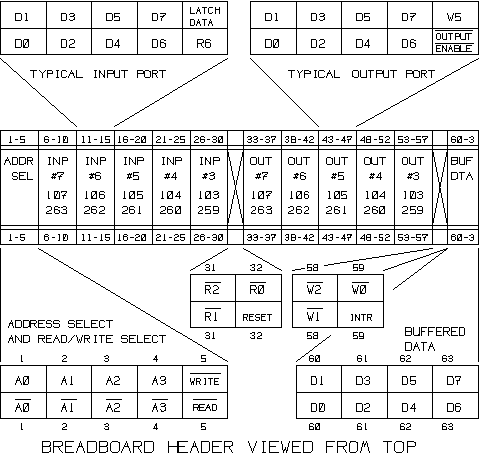 D1 D3 D5 D7 LATCH DATA D1 D3 D5 D7 W5
D0 D2 D4 D6 R6 D0 D2 D4 D6 OUTPUT ENABLE
TYPICAL INPUT PORT TYPICAL OUTPUT PORT
1-5 6-10 11-15 16-20 21-25 26-30 33-37 38-42 43-47 48-52 53-57 60-3
ADDR INP INP INP INP INP OUT OUT OUT OUT OUT BUF
SEL #7 #6 #5 #4 #3 #7 #6 #5 #4 #3 DTA
107 106 105 104 103 107 106 105 104 103
263 262 261 260 259 263 262 261 260 259
1-5 6-10 11-15 16-20 21-25 26-30 33-37 38-42 43-47 48-52 53-57 60-3
31 32 58 59
R2 R0 W2 W0
R1 RESET W1 INTR
31 32 58 59
ADDRESS SELECT
AND READ/WRITE SELECT
BUFFERED
DATA
1 2 3 4 5 60 61 62 63
A0 A1 A2 A3 WRITE D1 D3 D5 D7
A0 A1 A2 A3 READ D0 D2 D4 D6
1 2 3 4 5 60 61 62 63
BREADBOARD HEADER VIEWED FROM TOP